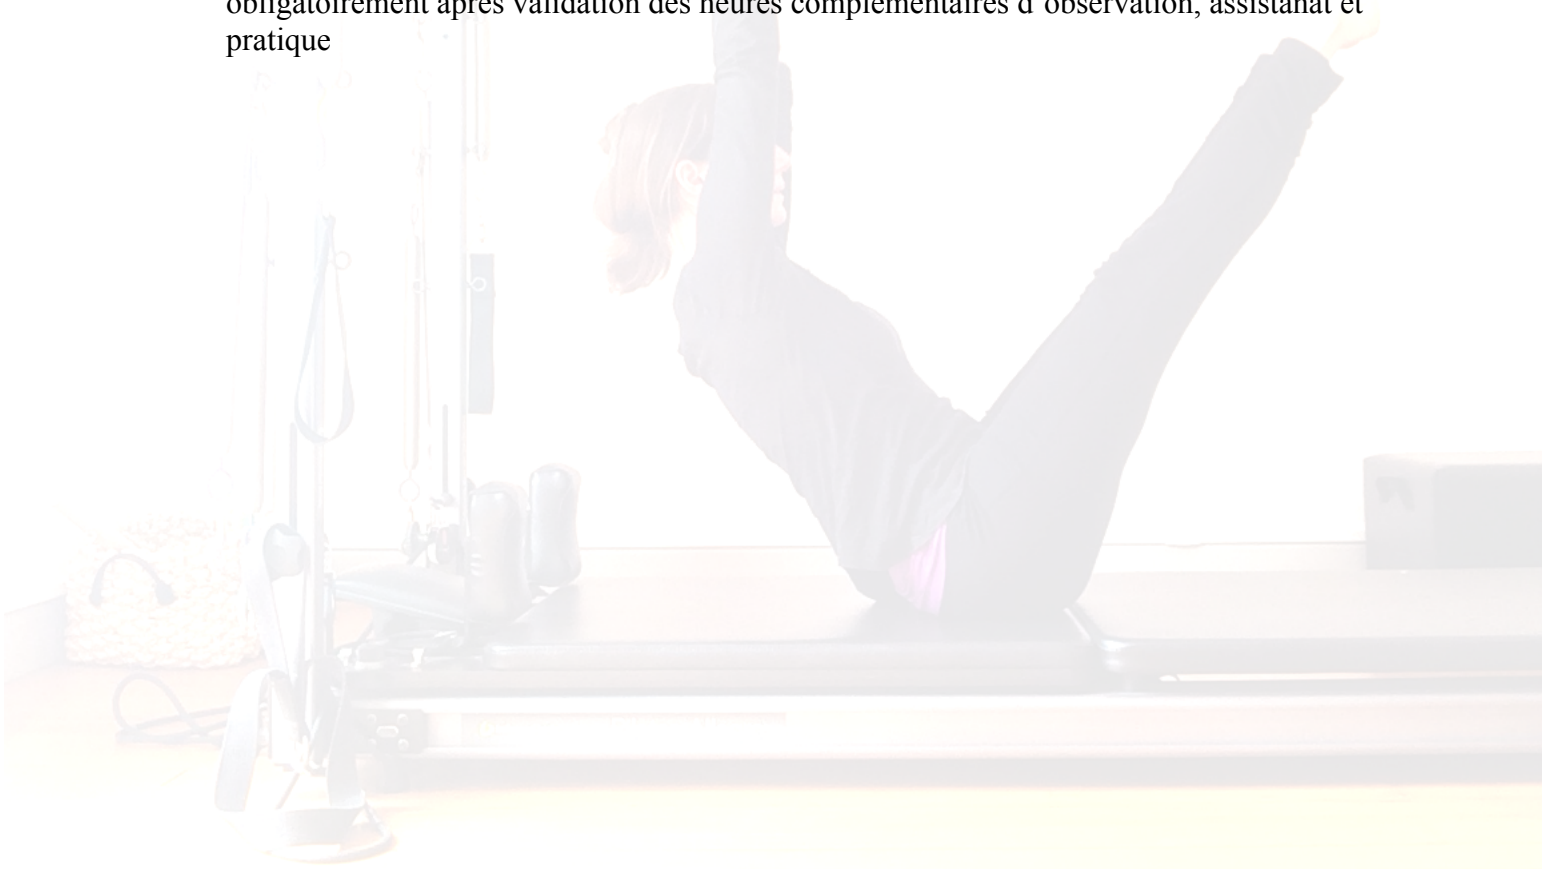 obligatoirement après validation des heures complémentaires d'observation, assistanat et
pratique